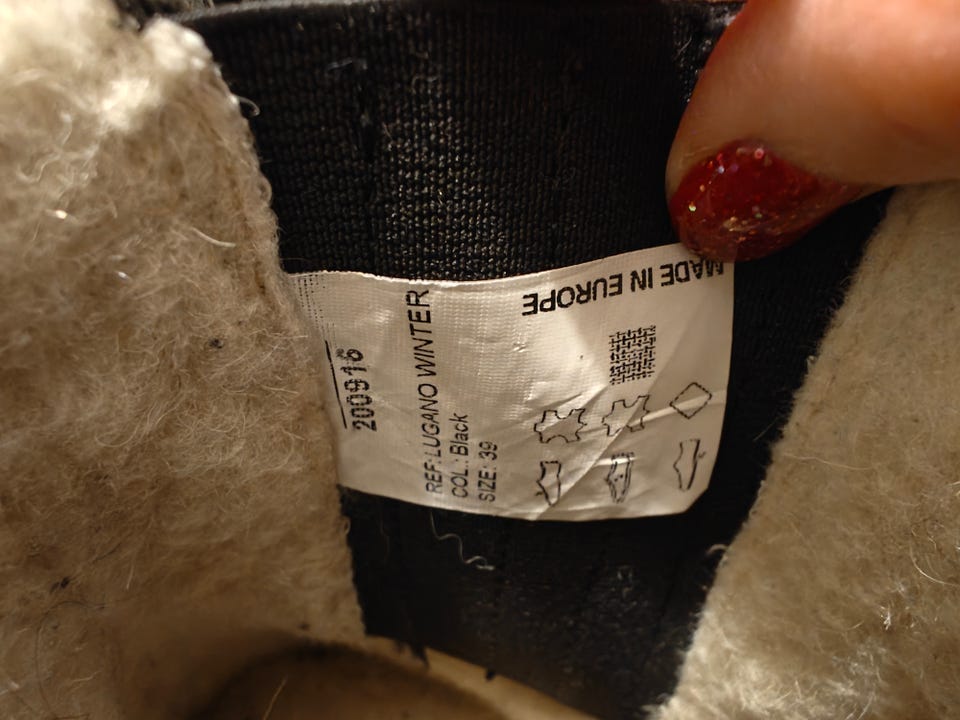 200916
REF: LUGANO WINTER
COL.: Black
SIZE: 39
MADE IN EUROPE